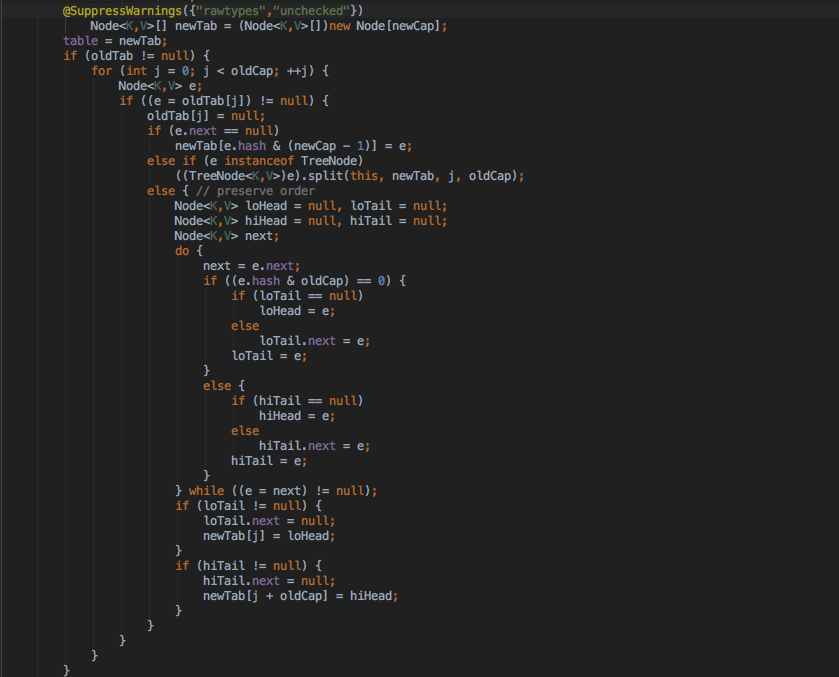 @SuppressWarnings({"rawtypes","unchecked"})
    Node<K,V>[] newTab = (Node<K,V>[])new Node[newCap];
table = newTab;
if (oldTab != null) {
    for (int j = 0; j < oldCap; ++j) {
        Node<K,V> e;
        if ((e = oldTab[j]) != null) {
            oldTab[j] = null;
            if (e.next == null)
                newTab[e.hash & (newCap - 1)] = e;
            else if (e instanceof TreeNode)
                ((TreeNode<K,V>)e).split(this, newTab, j, oldCap);
            else { // preserve order
                Node<K,V> loHead = null, loTail = null;
                Node<K,V> hiHead = null, hiTail = null;
                Node<K,V> next;
                do {
                    next = e.next;
                    if ((e.hash & oldCap) == 0) {
                        if (loTail == null)
                            loHead = e;
                        else
                            loTail.next = e;
                        loTail = e;
                    }
                    else {
                        if (hiTail == null)
                            hiHead = e;
                        else
                            hiTail.next = e;
                        hiTail = e;
                    }
                } while ((e = next) != null);
                if (loTail != null) {
                    loTail.next = null;
                    newTab[j] = loHead;
                }
                if (hiTail != null) {
                    hiTail.next = null;
                    newTab[j + oldCap] = hiHead;
                }
            }
        }
    }
}